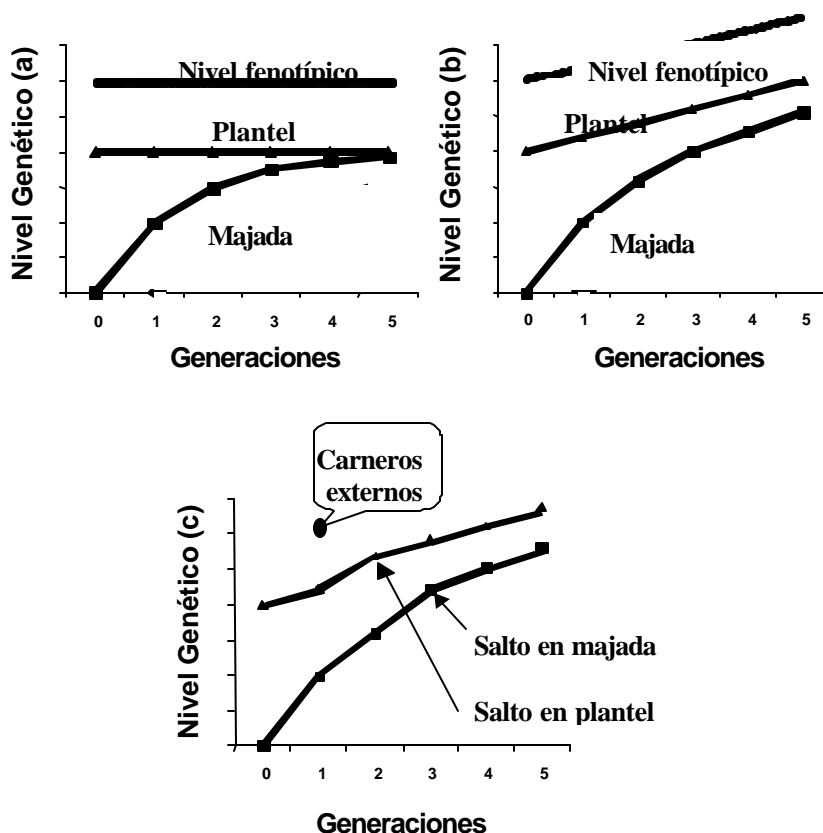 Nivel Genético (a)
Nivel fenotípico
Plantel
Majada
0 1 2 3 4 5
Generaciones
Nivel Genético (b)
Nivel fenotípico
Plantel
Majada
0 1 2 3 4 5
Generaciones
Nivel Genético (c)
Carneros
externos
Salto en majada
Salto en plantel
0 1 2 3 4 5
Generaciones